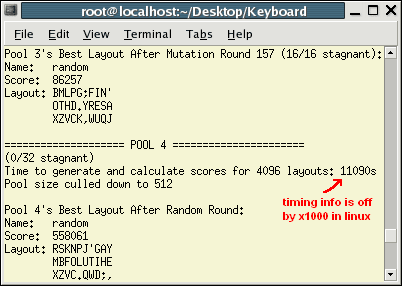 root@localhost:~/Desktop/Keyboard
File Edit View Terminal Tabs Help
Pool 3's Best Layout After Mutation Round 157 (16/16 stagnant):
Name: random
Score: 86257
Layout: BMLPG;FIN'
OTHD.YRESA
XZVCK,WUQJ
==================== POOL 4 ======================
(0/32 stagnant)
Time to generate and calculate scores for 4096 layouts: 11090s
Pool size culled down to 512
timing info is off
by x1000 in linux
Pool 4's Best Layout After Random Round:
Name: random
Score: 558061
Layout: RSKNPJ'GAY
MBFOLUTIHE
XZVC.QWD;,